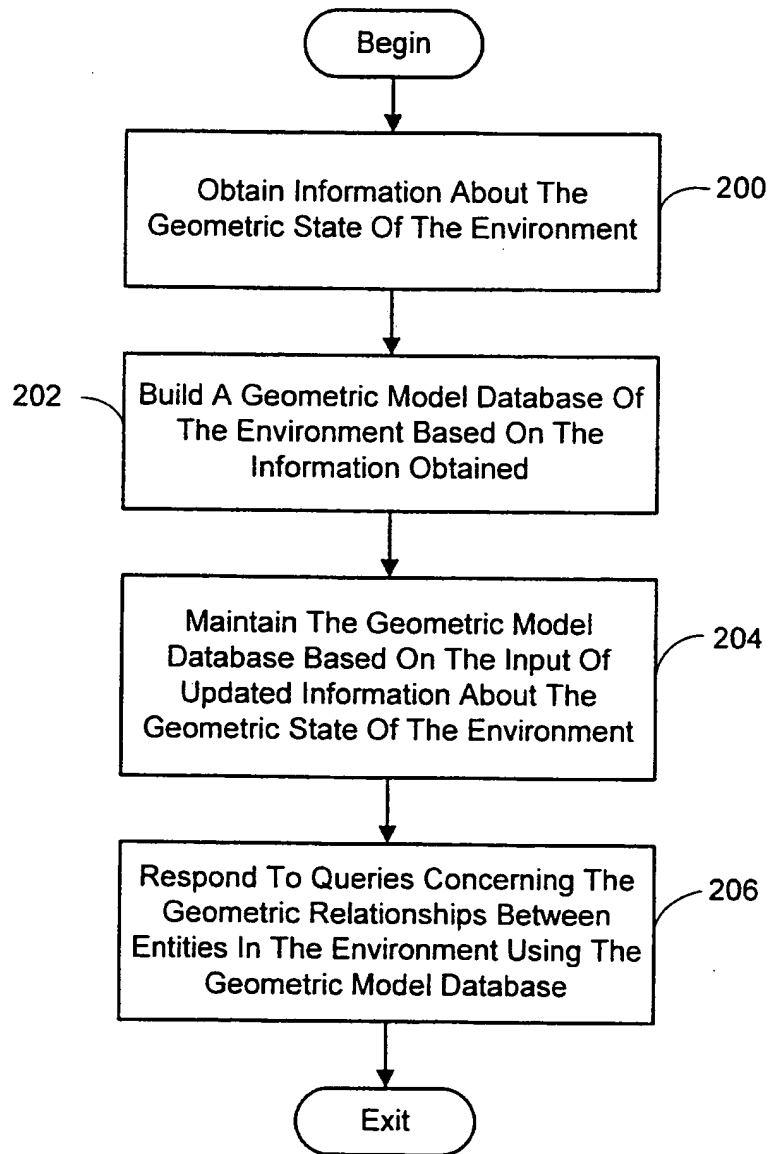 Begin
Obtain Information About The
Geometric State Of The Environment
200
202
Build A Geometric Model Database Of
The Environment Based On The
Information Obtained
Maintain The Geometric Model
Database Based On The Input Of
Updated Information About The
Geometric State Of The Environment
204
Respond To Queries Concerning The
Geometric Relationships Between
Entities In The Environment Using The
Geometric Model Database
206
Exit